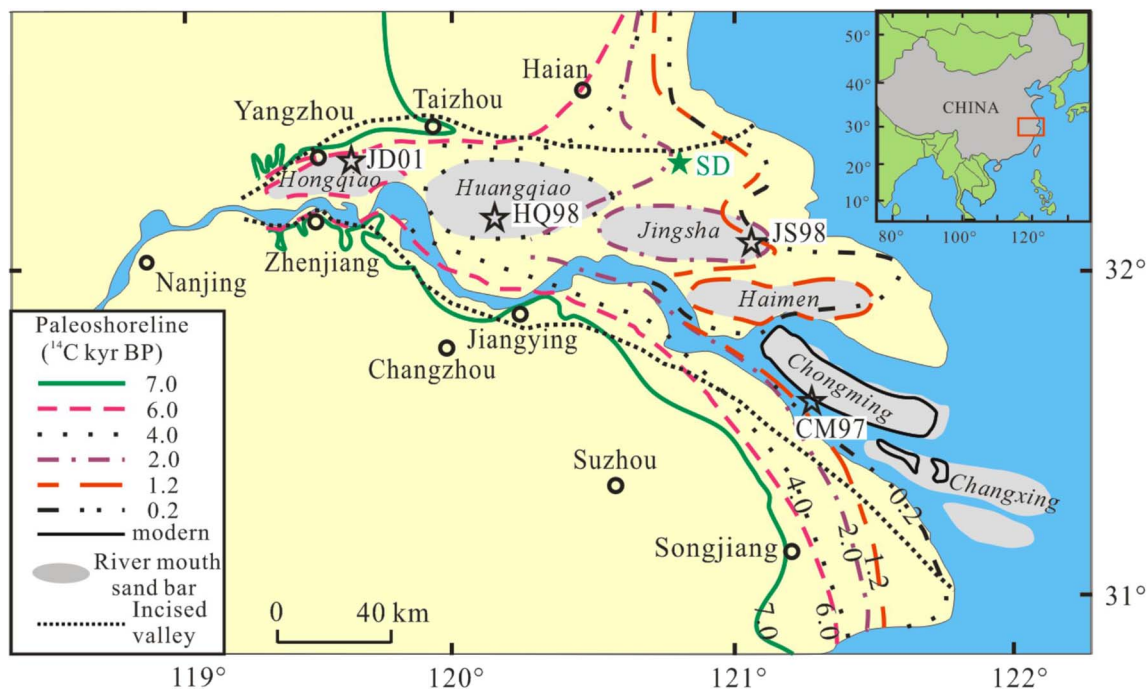 Haian
Yangzhou
Taizhou
JD01
SD
Hongqiao
Huangqiao
HQ98
Jingsha
JS98
Zhenjiang
Nanjing
Haimen
Jiangying
Changzhou
Chongming
CM97
Suzhou
Changxing
Songjiang
4.0
0.2
2.0
1.2
7.0
6.0
Paleoshoreline
(¹⁴C kyr BP)
7.0
6.0
4.0
2.0
1.2
0.2
modern
River mouth
sand bar
Incised
valley
0 40 km
50°
40°
30°
20°
10°
CHINA
80° 100° 120°
32°
31°
119° 120° 121° 122°